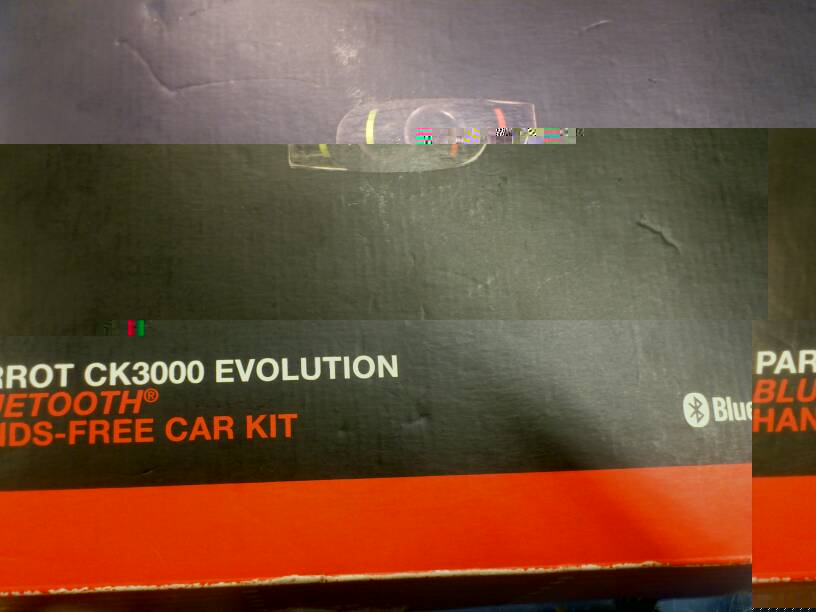 RROT CK3000 EVOLUTION
UETOOTH®
NDS-FREE CAR KIT
Blue
PAR
BLU
HAN